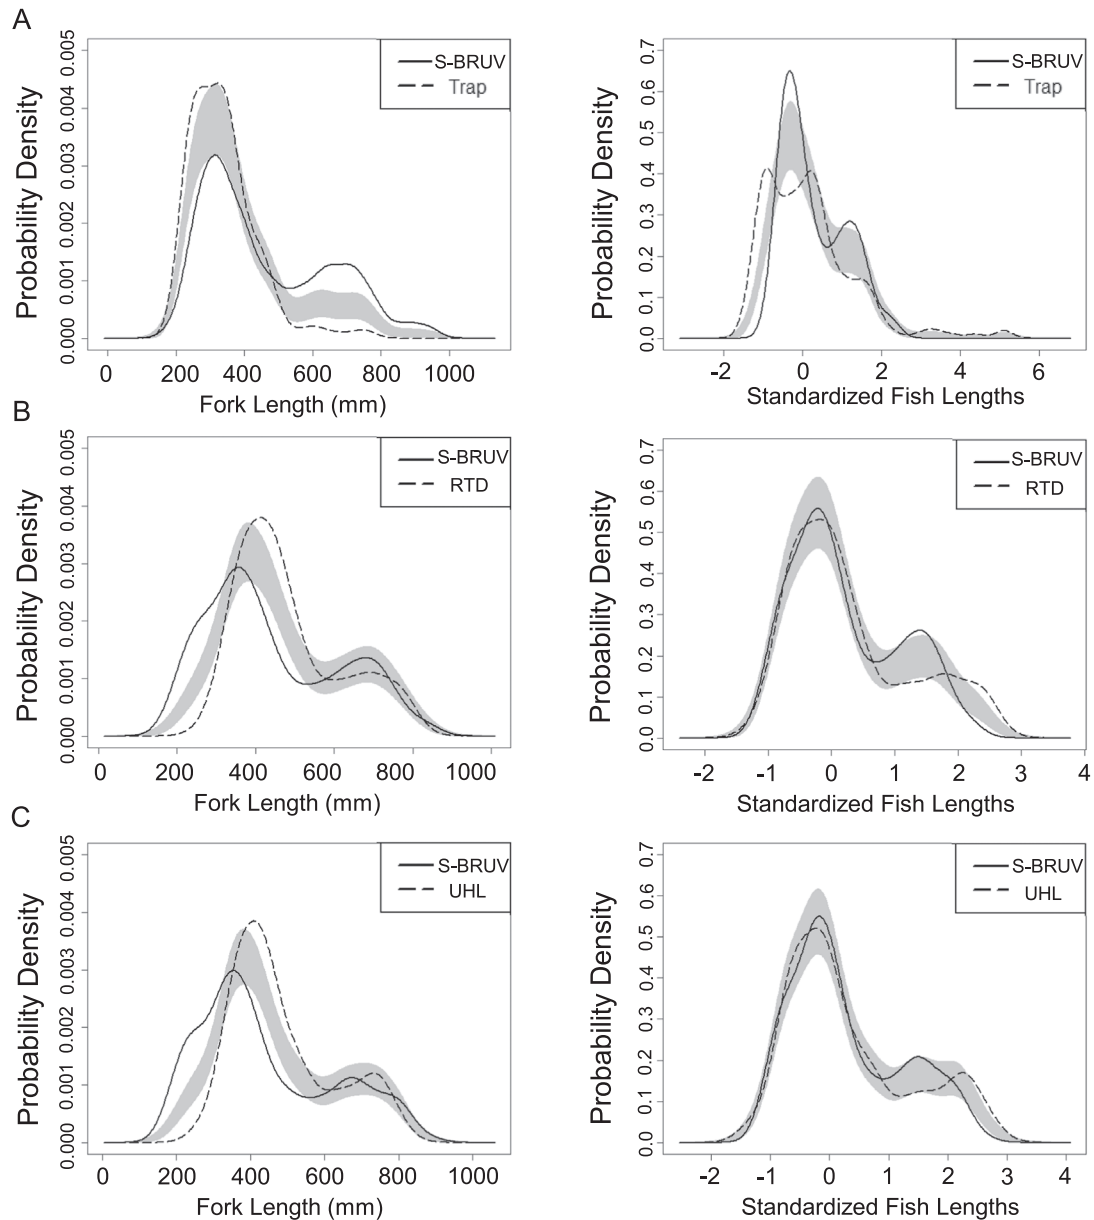 A
Probability Density
0.000 0.001 0.002 0.003 0.004 0.005
S-BRUV
Trap
0 200 400 600 800 1000
Fork Length (mm)
Probability Density
0.0 0.1 0.2 0.3 0.4 0.5 0.6 0.7
S-BRUV
Trap
-2 0 2 4 6
Standardized Fish Lengths
B
Probability Density
0.000 0.001 0.002 0.003 0.004 0.005
S-BRUV
RTD
0 200 400 600 800 1000
Fork Length (mm)
Probability Density
0.0 0.1 0.2 0.3 0.4 0.5 0.6 0.7
S-BRUV
RTD
-2 -1 0 1 2 3 4
Standardized Fish Lengths
C
Probability Density
0.000 0.001 0.002 0.003 0.004 0.005
S-BRUV
UHL
0 200 400 600 800 1000
Fork Length (mm)
Probability Density
0.0 0.1 0.2 0.3 0.4 0.5 0.6 0.7
S-BRUV
UHL
-2 -1 0 1 2 3 4
Standardized Fish Lengths